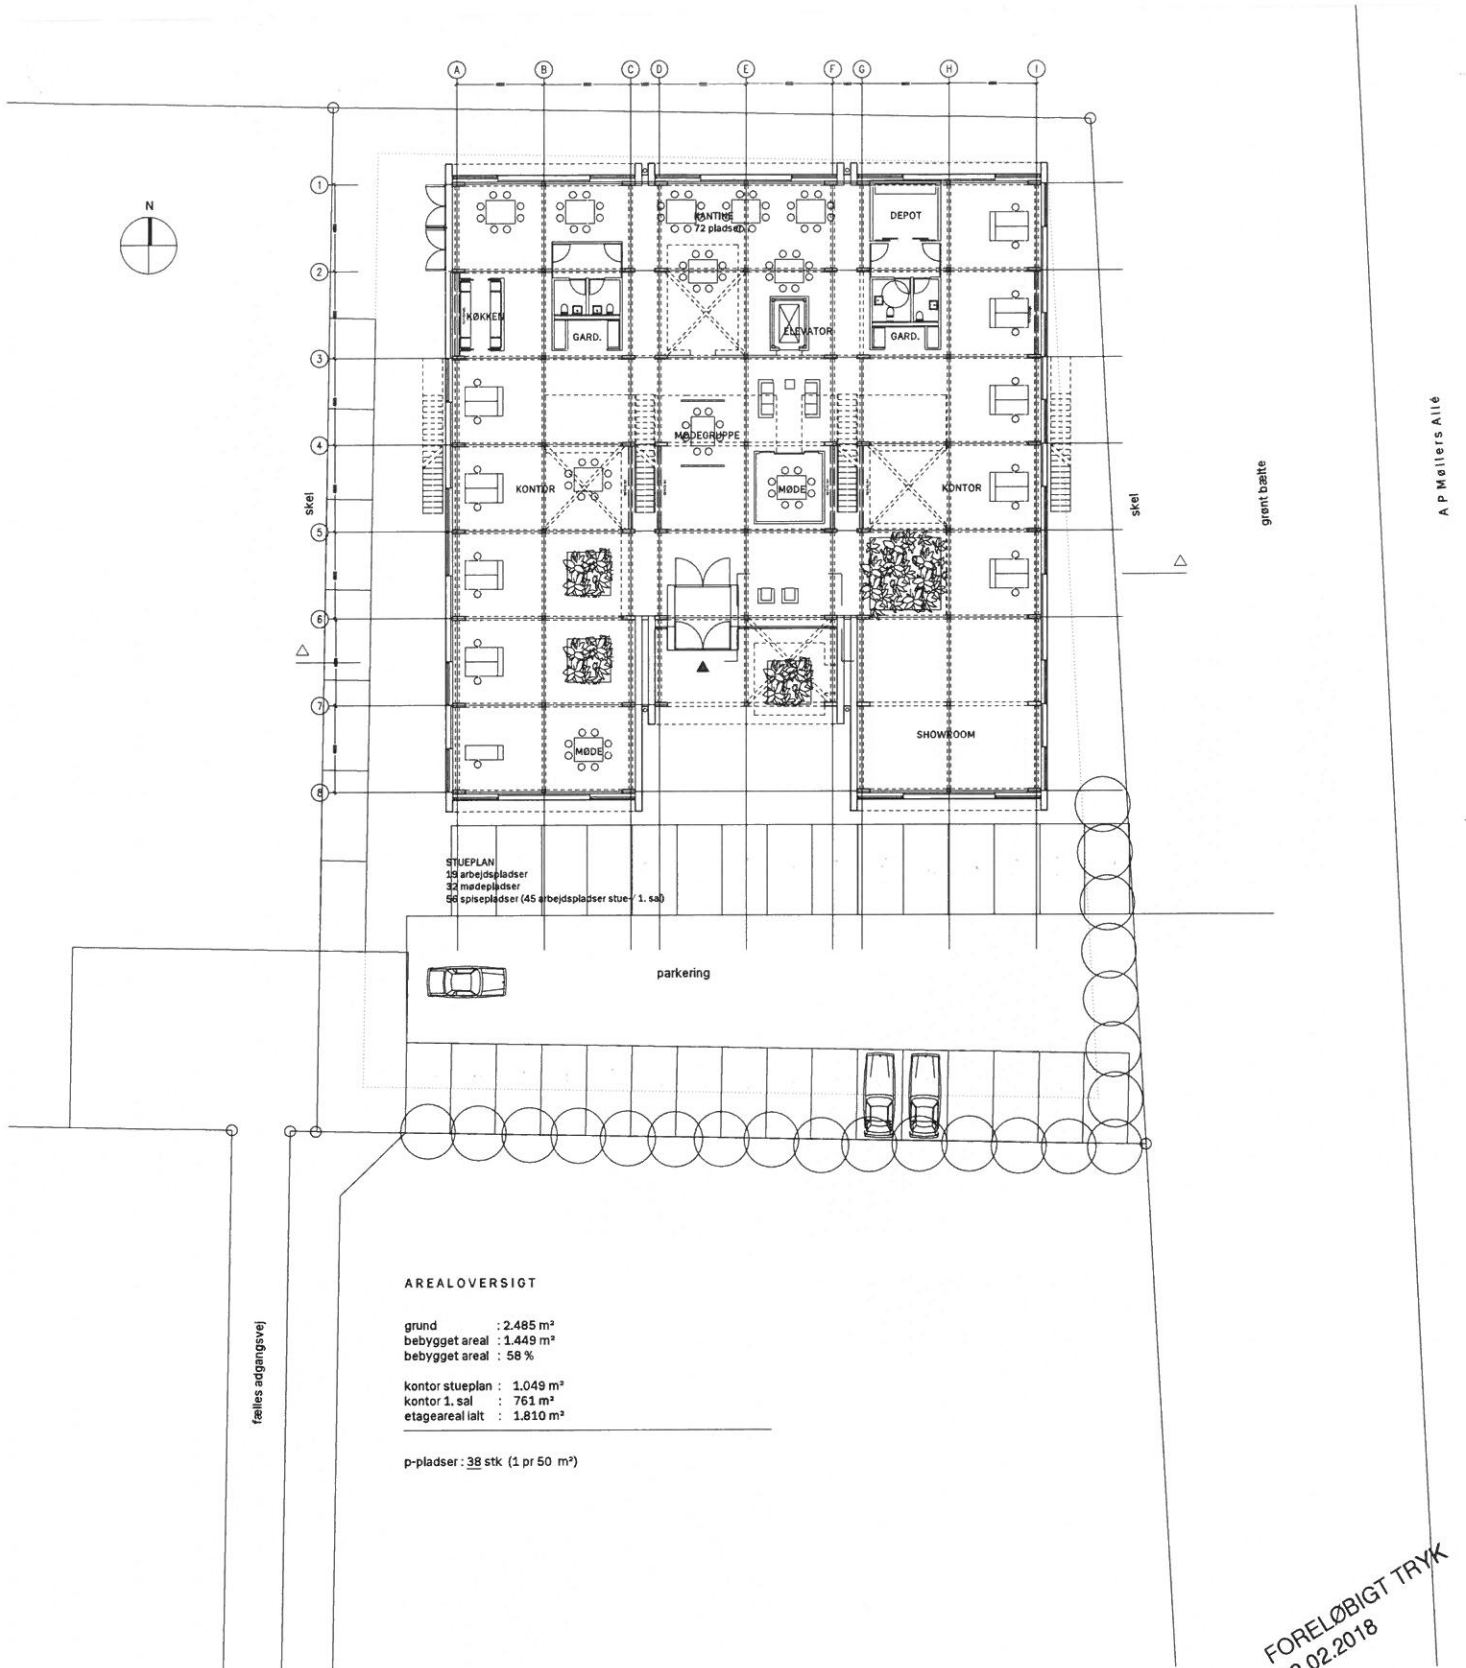 A B C D E F G H I
1
2
3
4
5
6
7
8
N
KANTINE
72 pladser
DEPOT
KØKKEN
GARD.
ELEVATOR
GARD.
MØDEGRUPPE
KONTOR
MØDE
KONTOR
skel
skel
grønt bælte
A P Møllers Allé
MØDE
SHOWROOM
STUEPLAN
19 arbejdspladser
32 mødepladser
56 spisepladser (45 arbejdspladser stue-/ 1. sal)
parkering
fælles adgangsvej
AREALOVERSIGT
grund : 2.485 m²
bebygget areal : 1.449 m²
bebygget areal : 58 %
kontor stueplan : 1.049 m²
kontor 1. sal : 761 m²
etageareal ialt : 1.810 m²
p-pladser : 38 stk (1 pr 50 m²)
FORELØBIGT TRYK
.02.2018